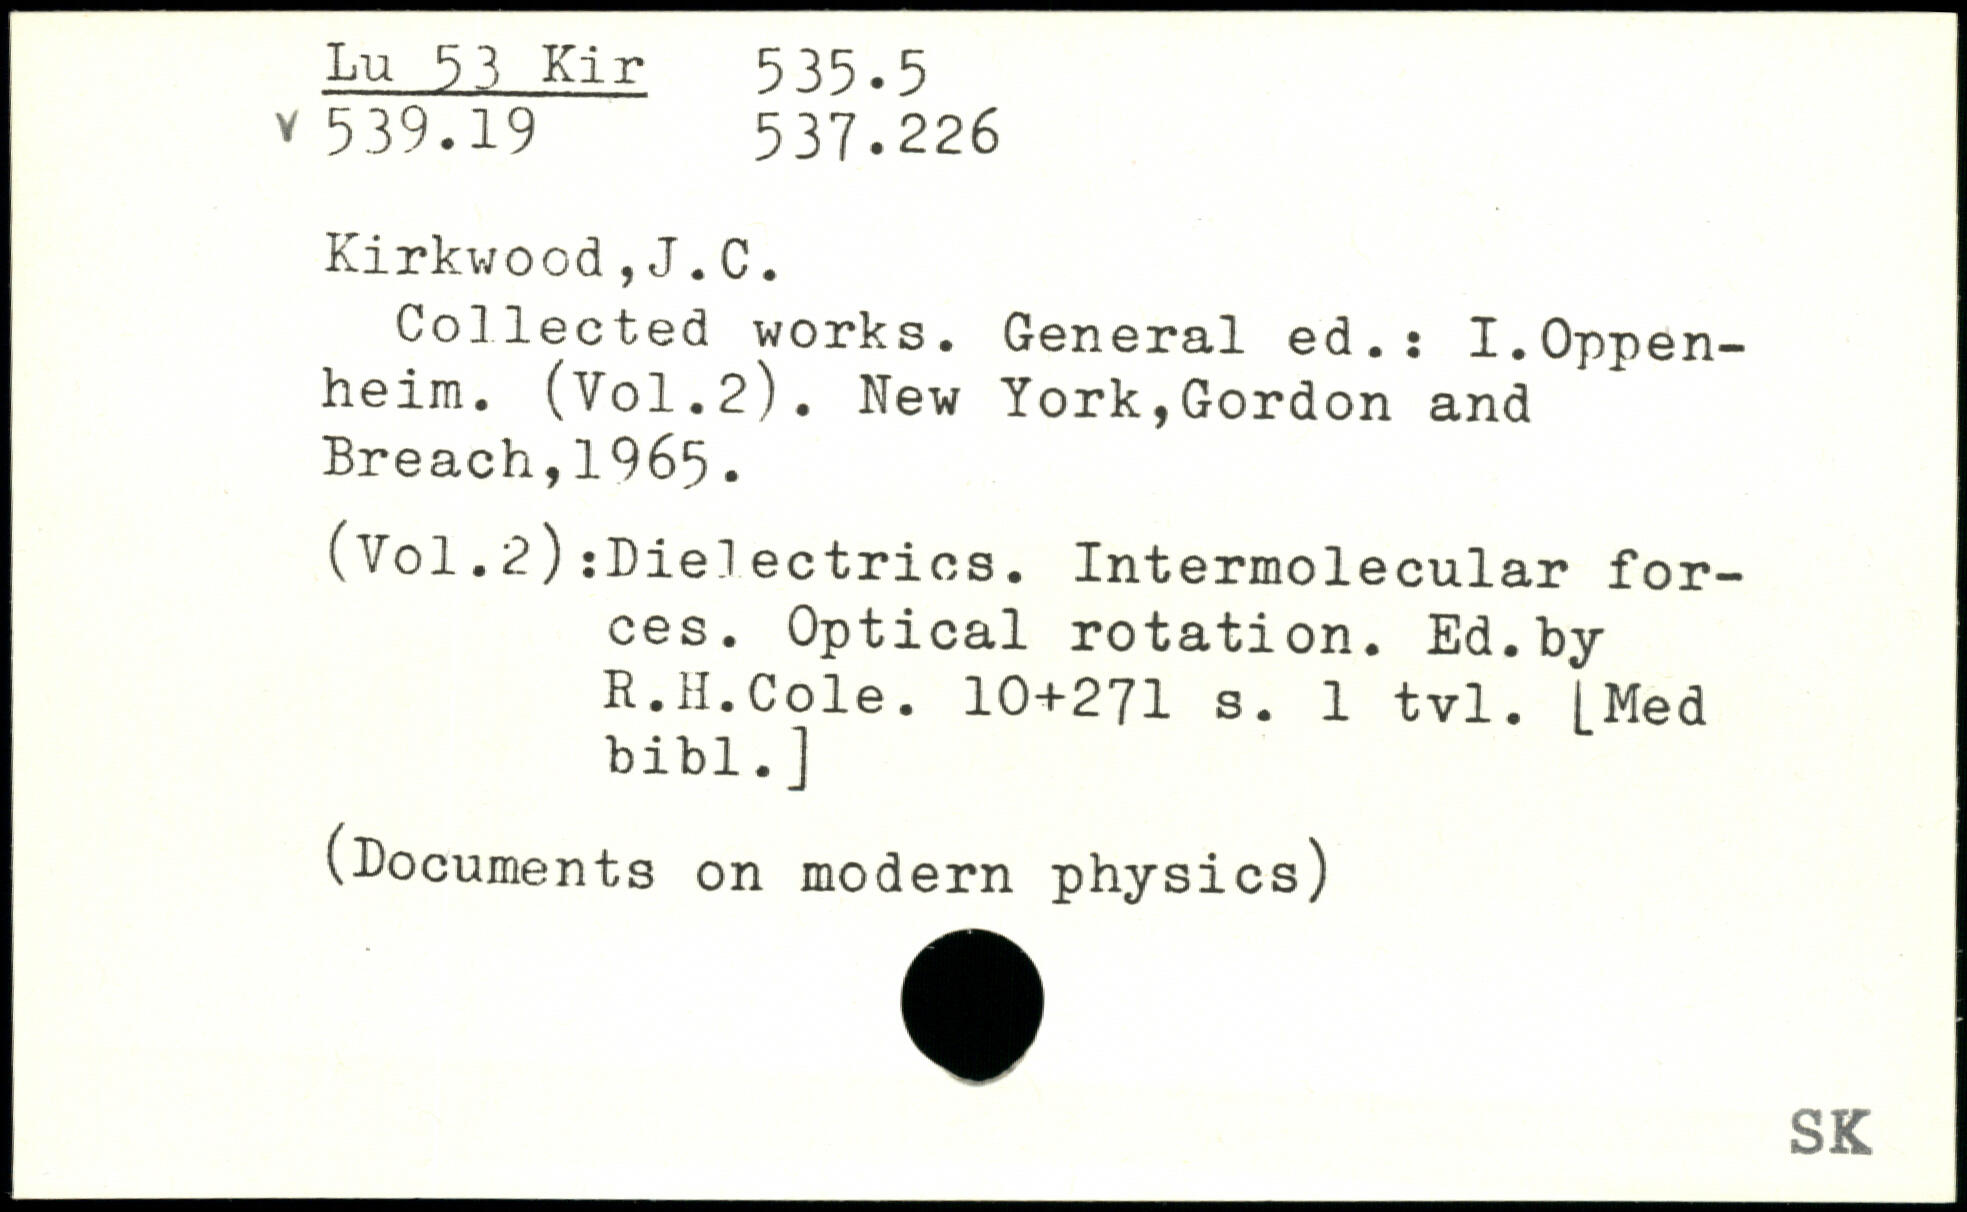 Lu 53 Kir 535.5
v 539.19 537.226
Kirkwood,J.C.
Collected works. General ed.: I.Oppen-
heim. (Vol.2). New York,Gordon and
Breach,1965.
(Vol.2):Dielectrics. Intermolecular for-
ces. Optical rotation. Ed.by
R.H.Cole. 10+271 s. 1 tvl. [Med
bibl.]
(Documents on modern physics)
SK